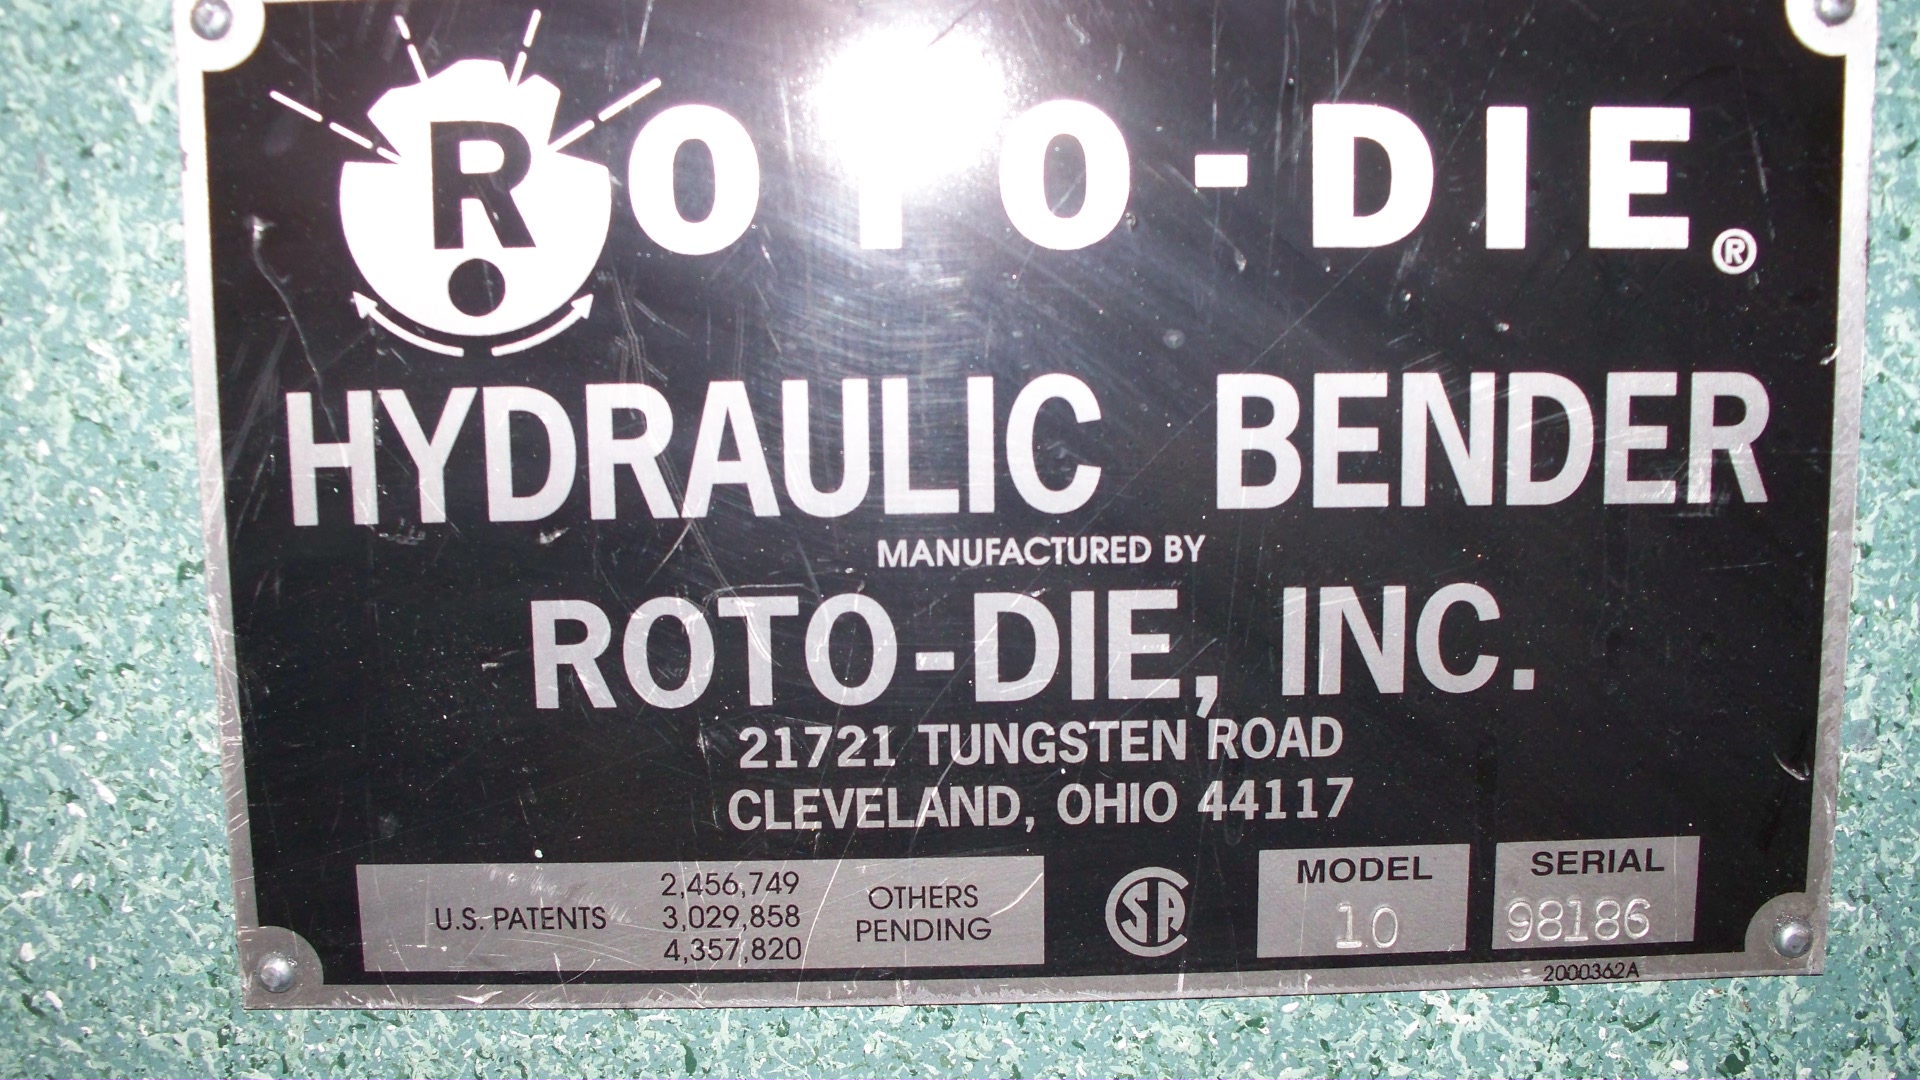 ROTO-DIE®
HYDRAULIC BENDER
MANUFACTURED BY
ROTO-DIE, INC.
21721 TUNGSTEN ROAD
CLEVELAND, OHIO 44117
U.S. PATENTS
2,456,749
3,029,858
4,357,820
OTHERS
PENDING
SA
MODEL
10
SERIAL
98186
2000362A